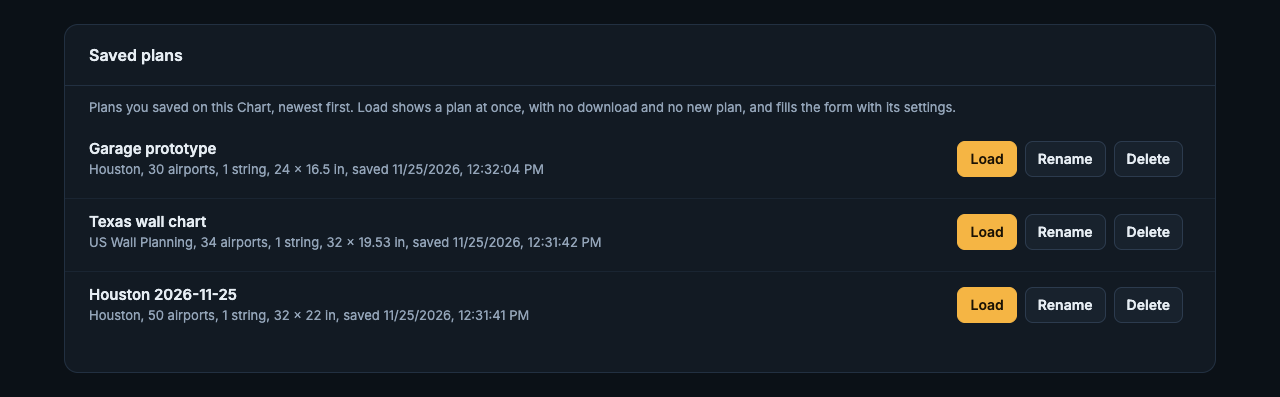 Saved plans
Plans you saved on this Chart, newest first. Load shows a plan at once, with no download and no new plan, and fills the form with its settings.
Garage prototype
Houston, 30 airports, 1 string, 24 × 16.5 in, saved 11/25/2026, 12:32:04 PM
Load Rename Delete
Texas wall chart
US Wall Planning, 34 airports, 1 string, 32 × 19.53 in, saved 11/25/2026, 12:31:42 PM
Load Rename Delete
Houston 2026-11-25
Houston, 50 airports, 1 string, 32 × 22 in, saved 11/25/2026, 12:31:41 PM
Load Rename Delete